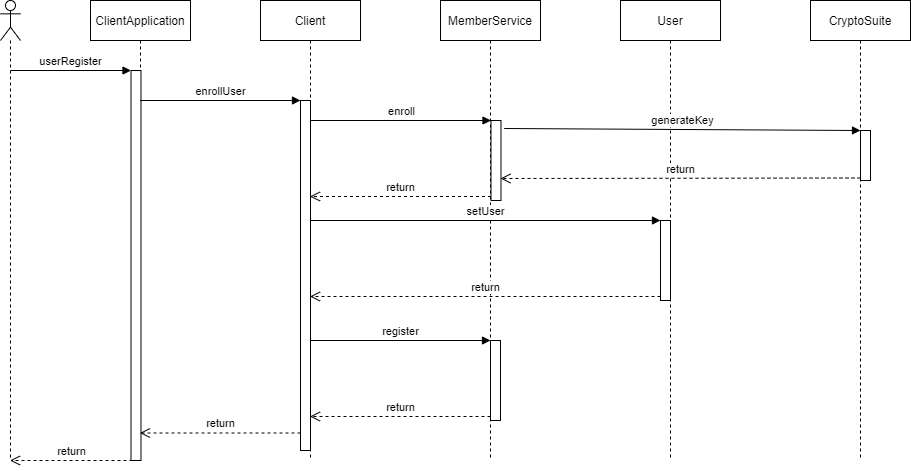 ClientApplication
Client
MemberService
User
CryptoSuite
userRegister
enrollUser
enroll
generateKey
return
return
setUser
return
register
return
return
return